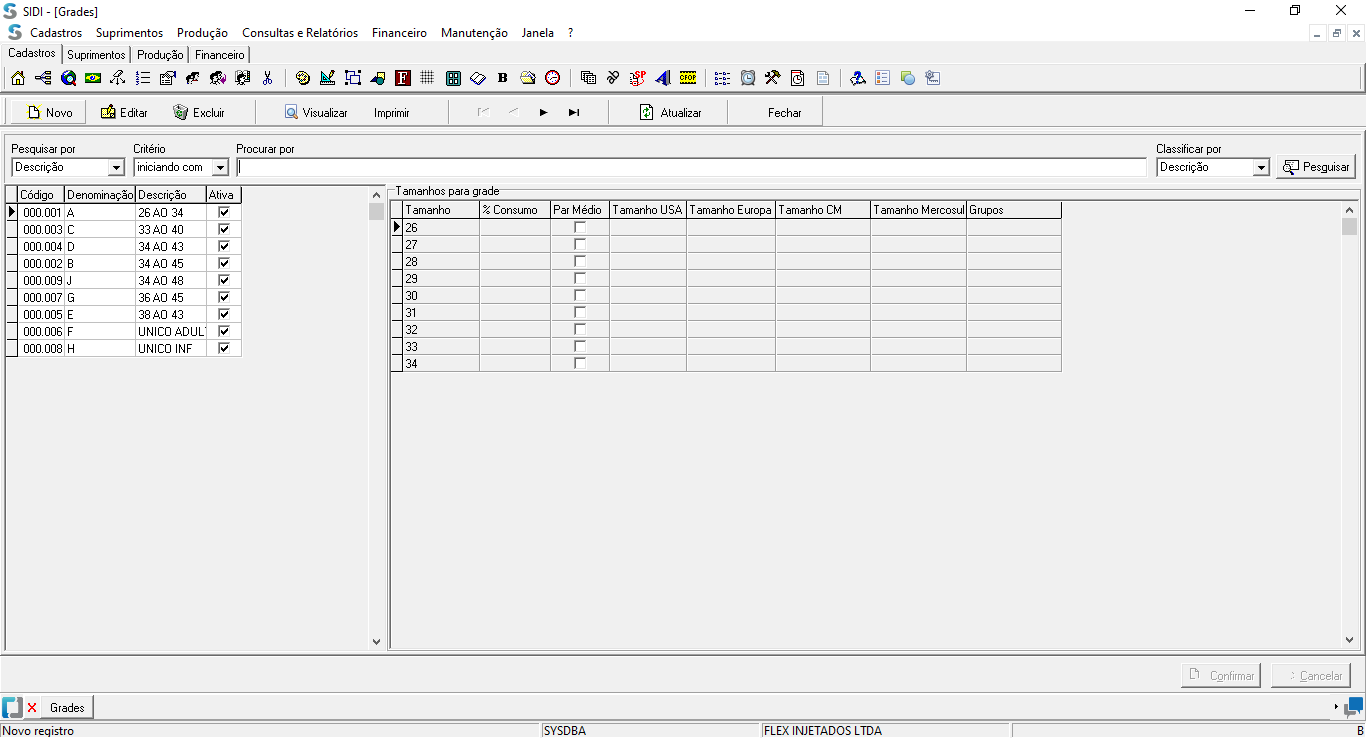 SIDI - [Grades]
Cadastros Suprimentos Produção Consultas e Relatórios Financeiro Manutenção Janela ?
Cadastros Suprimentos Produção Financeiro
F B SP CFOP
Novo Editar Excluir Visualizar Imprimir Atualizar Fechar
Pesquisar por Critério Procurar por Classificar por
Descrição iniciando com Descrição Pesquisar
Tamanhos para grade
Código Denominação Descrição Ativa
000.001 A 26 AO 34
000.003 C 33 AO 40
000.004 D 34 AO 43
000.002 B 34 AO 45
000.009 J 34 AO 48
000.007 G 36 AO 45
000.005 E 38 AO 43
000.006 F UNICO ADUL
000.008 H UNICO INF
Tamanho % Consumo Par Médio Tamanho USA Tamanho Europa Tamanho CM Tamanho Mercosul Grupos
26
27
28
29
30
31
32
33
34
Confirmar Cancelar
Grades
Novo registro SYSDBA FLEX INJETADOS LTDA B